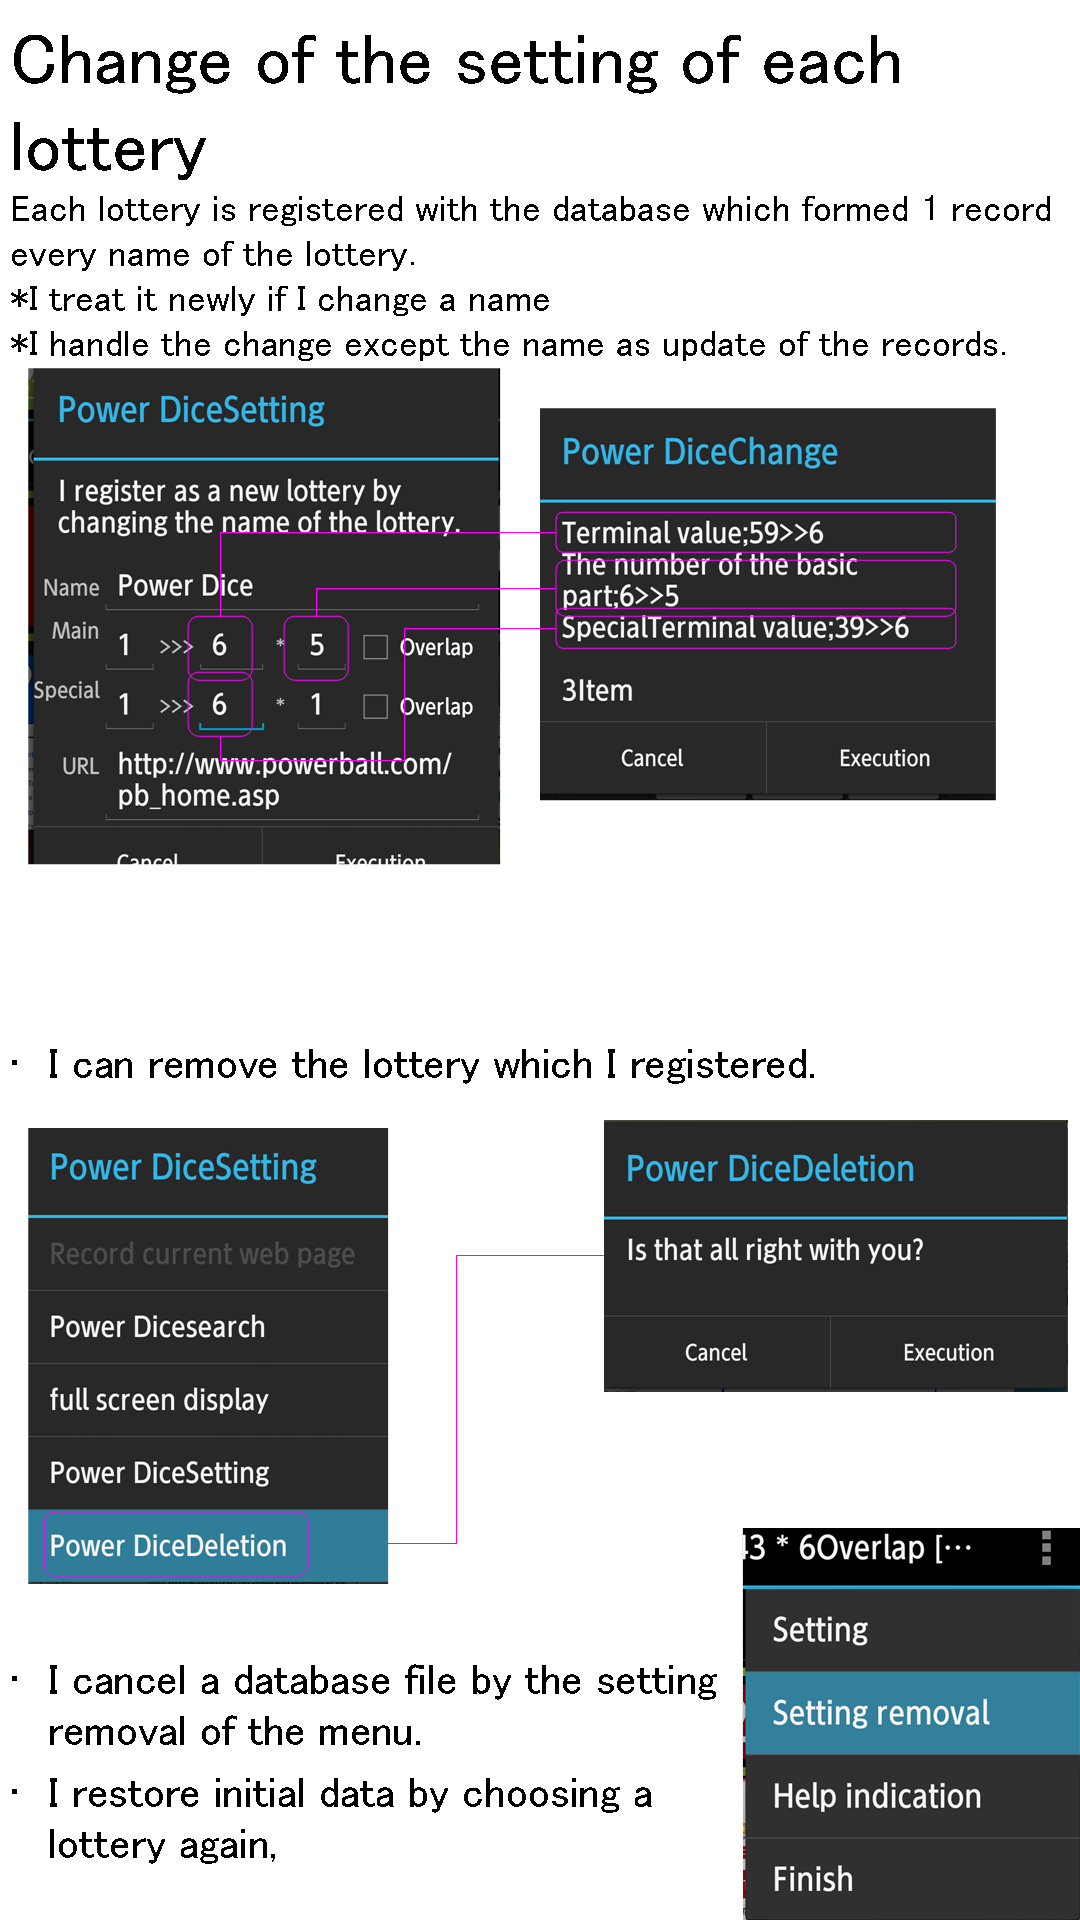 Change of the setting of each
lottery
Each lottery is registered with the database which formed 1 record
every name of the lottery.
*I treat it newly if I change a name
*I handle the change except the name as update of the records.
Power DiceSetting
I register as a new lottery by
changing the name of the lottery.
Name Power Dice
Main 1 >>> 6 * 5 Overlap
Special 1 >>> 6 * 1 Overlap
URL http://www.powerball.com/
pb_home.asp
Cancel Execution
Power DiceChange
Terminal value;59>>6
The number of the basic
part;6>>5
SpecialTerminal value;39>>6
3Item
Cancel Execution
· I can remove the lottery which I registered.
Power DiceSetting
Record current web page
Power Dicesearch
full screen display
Power DiceSetting
Power DiceDeletion
Power DiceDeletion
Is that all right with you?
Cancel Execution
· I cancel a database file by the setting
removal of the menu.
· I restore initial data by choosing a
lottery again,
43 * 6Overlap [···
Setting
Setting removal
Help indication
Finish